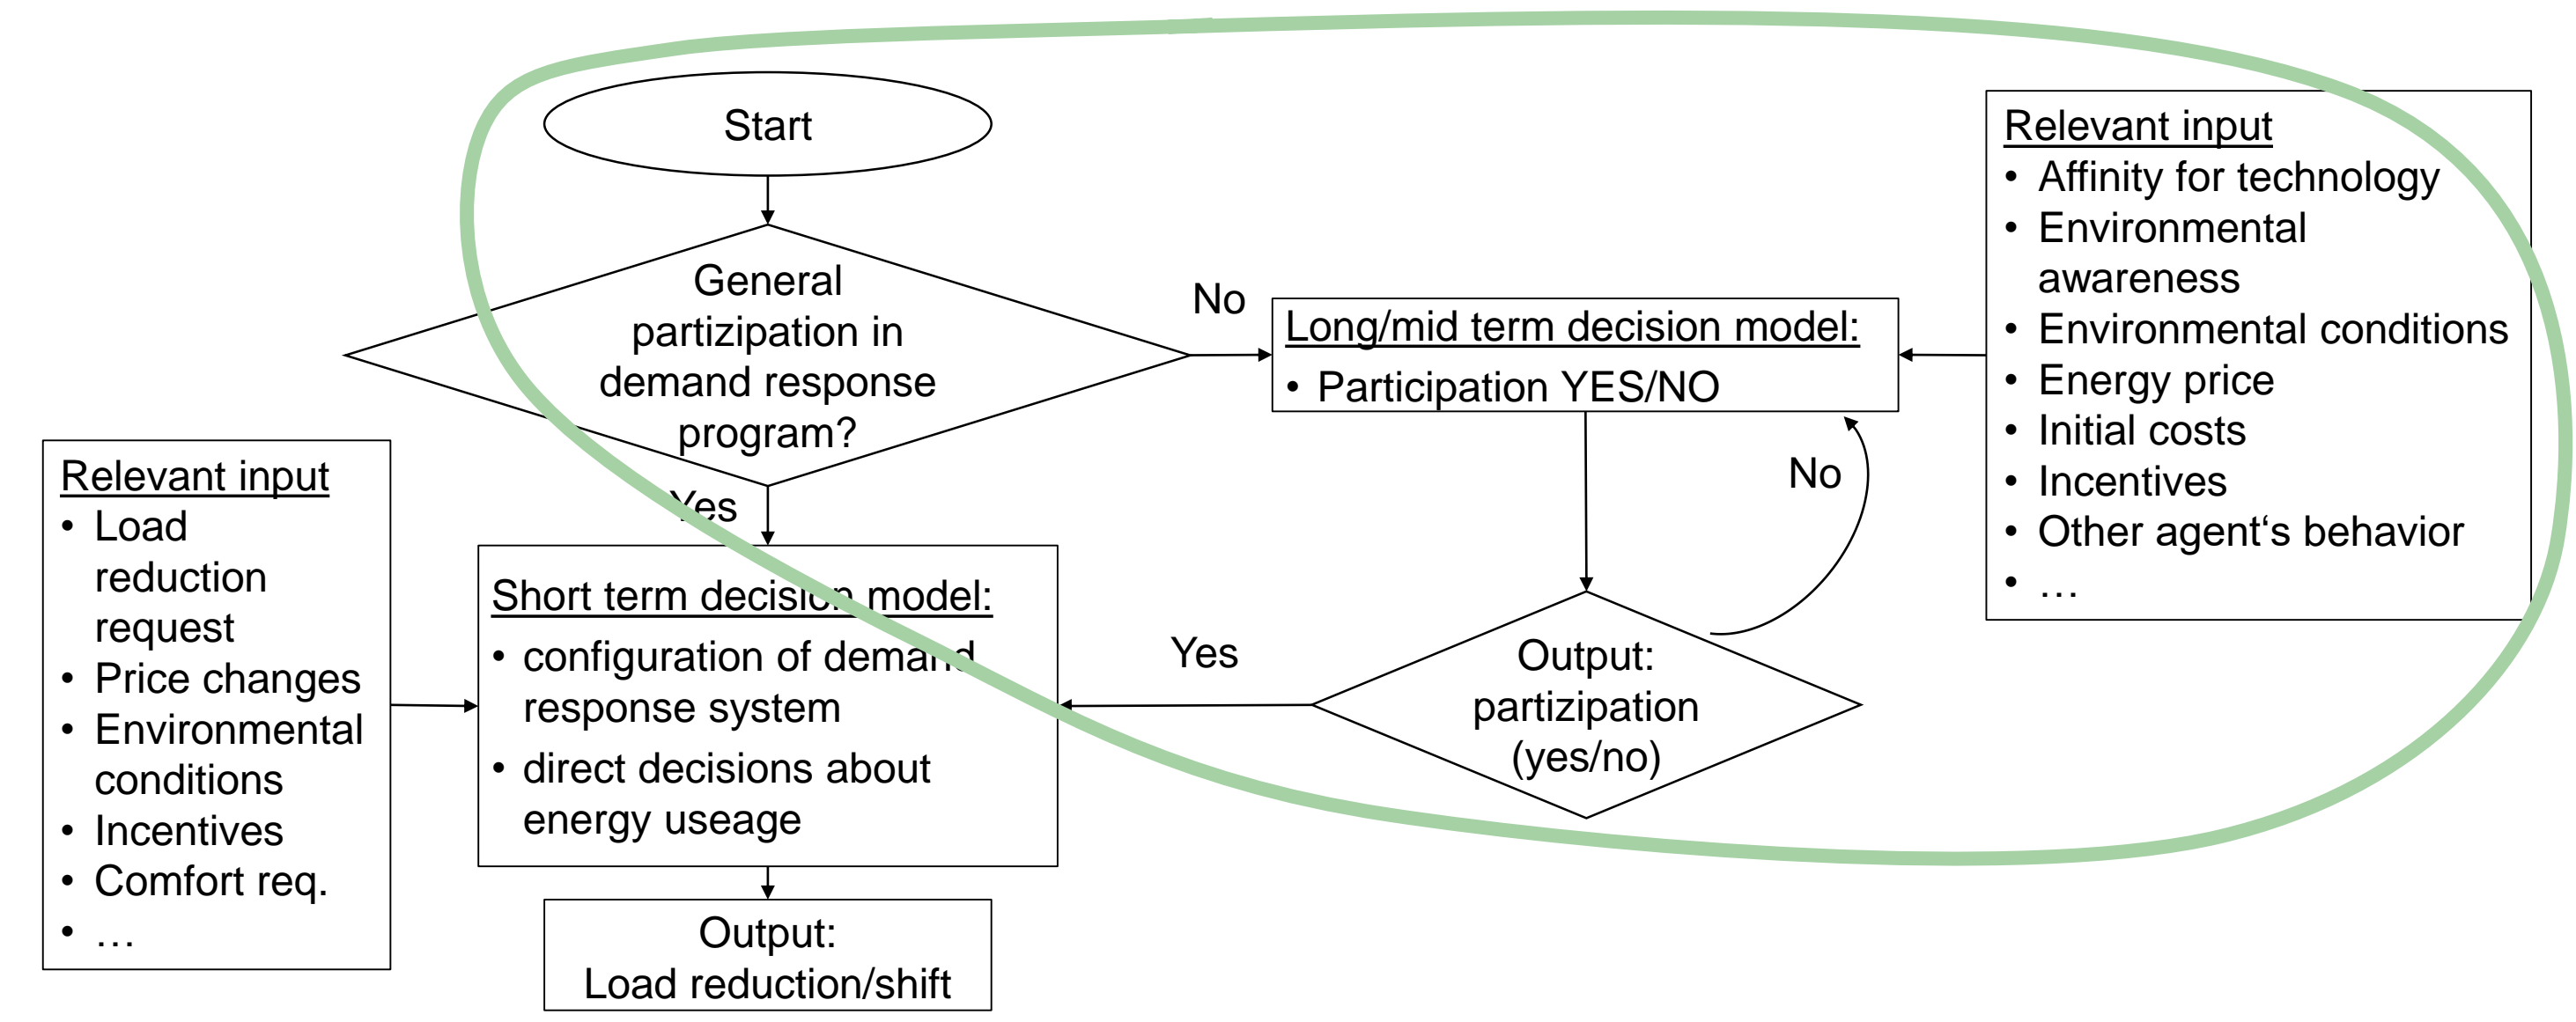 Start
General
partizipation in
demand response
program?
No
Yes
Long/mid term decision model:
• Participation YES/NO
Relevant input
• Affinity for technology
• Environmental
awareness
• Environmental conditions
• Energy price
• Initial costs
• Incentives
• Other agent‘s behavior
• …
No
Output:
partizipation
(yes/no)
Yes
Relevant input
• Load
reduction
request
• Price changes
• Environmental
conditions
• Incentives
• Comfort req.
• …
Short term decision model:
• configuration of demand
response system
• direct decisions about
energy useage
Output:
Load reduction/shift